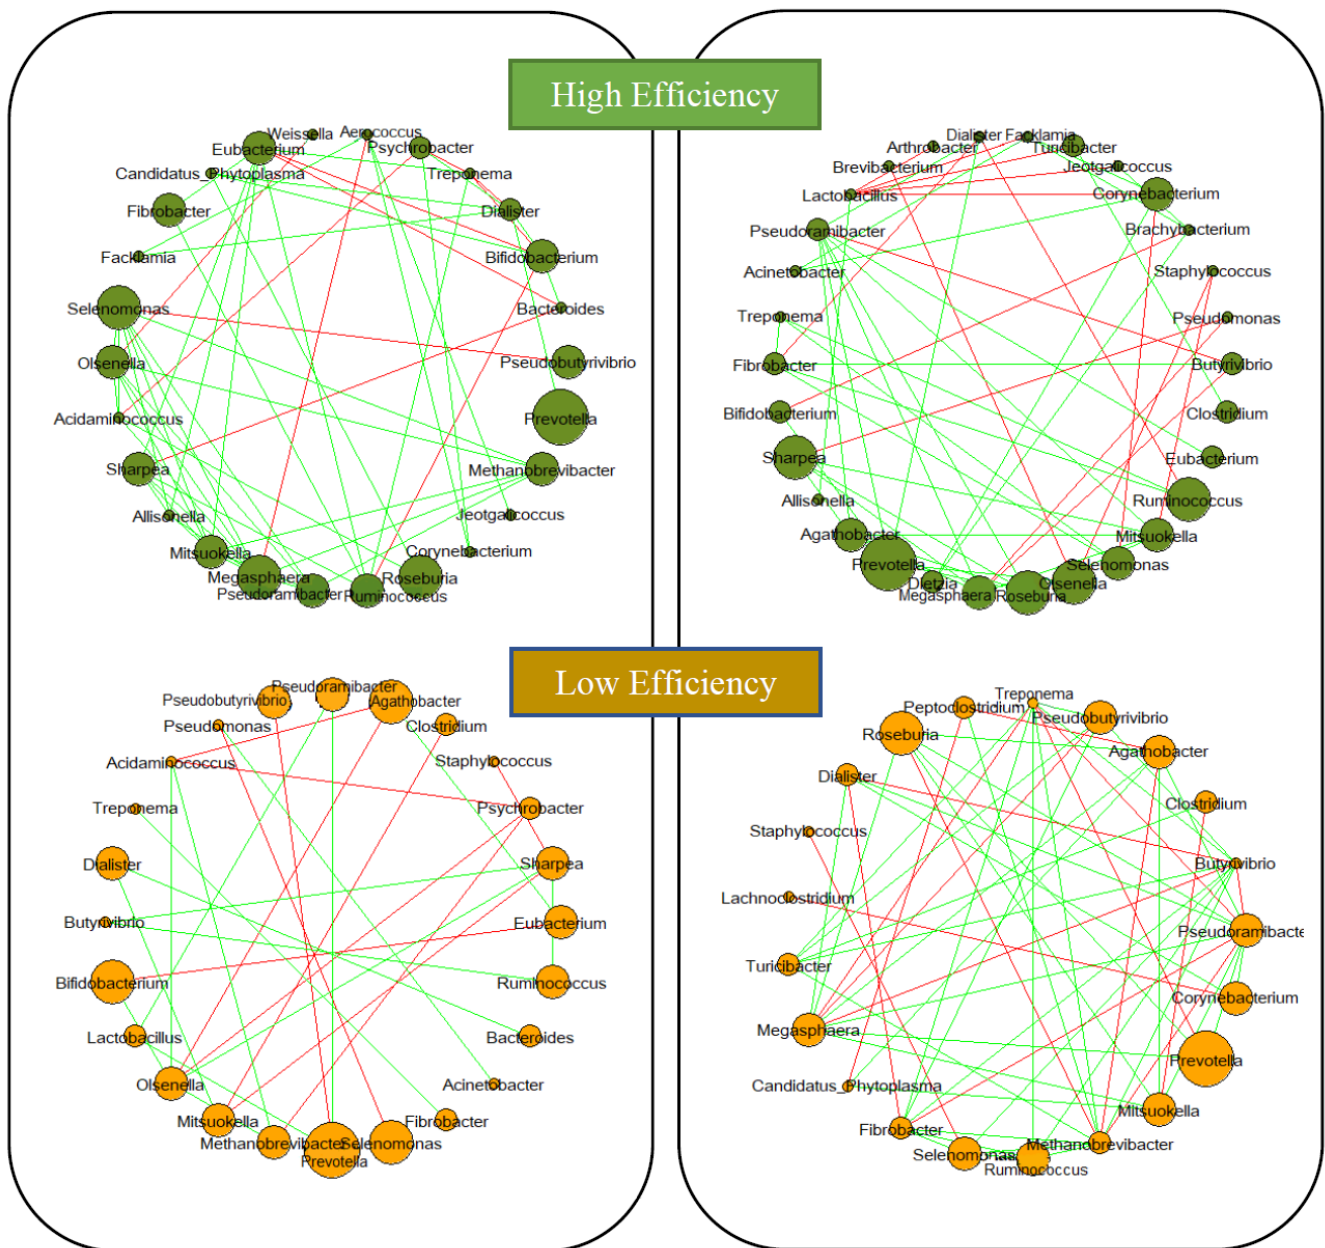 High Efficiency
Weissella
Aerococcus
Eubacterium
Psychrobacter
Candidatus_Phytoplasma
Treponema
Fibrobacter
Dialister
Facklamia
Bifidobacterium
Selenomonas
Bacteroides
Olsenella
Pseudobutyrivibrio
Acidaminococcus
Prevotella
Sharpea
Methanobrevibacter
Allisonella
Jeotgalicoccus
Mitsuokella
Corynebacterium
Megasphaera
Roseburia
Pseudoramibacter
Ruminococcus
Dialister
Facklamia
Arthrobacter
Turicibacter
Brevibacterium
Jeotgalicoccus
Lactobacillus
Corynebacterium
Pseudoramibacter
Brachybacterium
Acinetobacter
Staphylococcus
Treponema
Pseudomonas
Fibrobacter
Butyrivibrio
Bifidobacterium
Clostridium
Sharpea
Eubacterium
Allisonella
Ruminococcus
Agathobacter
Mitsuokella
Prevotella
Selenomonas
Dietzia
Olsenella
Megasphaera
Roseburia
Low Efficiency
Pseudoramibacter
Pseudobutyrivibrio
Agathobacter
Pseudomonas
Clostridium
Acidaminococcus
Staphylococcus
Treponema
Psychrobacter
Dialister
Sharpea
Butyrivibrio
Eubacterium
Bifidobacterium
Ruminococcus
Lactobacillus
Bacteroides
Olsenella
Acinetobacter
Mitsuokella
Fibrobacter
Methanobrevibacter
Selenomonas
Prevotella
Treponema
Peptoclostridium
Pseudobutyrivibrio
Roseburia
Agathobacter
Dialister
Clostridium
Staphylococcus
Butyrivibrio
Lachnoclostridium
Pseudoramibacte
Turicibacter
Corynebacterium
Megasphaera
Prevotella
Candidatus_Phytoplasma
Mitsuokella
Fibrobacter
Methanobrevibacter
Selenomonas
Ruminococcus